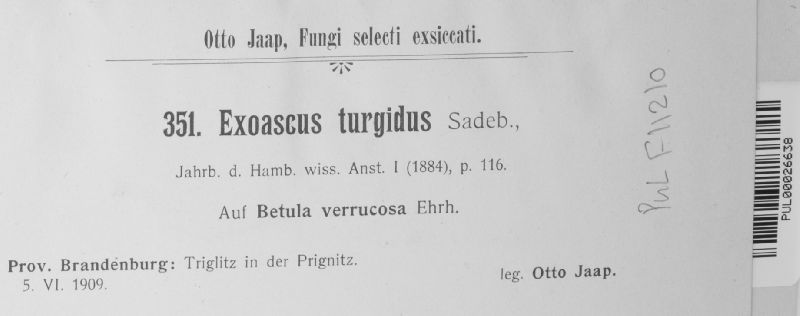 Otto Jaap, Fungi selecti exsiccati.
351. Exoascus turgidus Sadeb.,
Jahrb. d. Hamb. wiss. Anst. I (1884), p. 116.
Auf Betula verrucosa Ehrh.
Prov. Brandenburg: Triglitz in der Prignitz.
5. VI. 1909.
leg. Otto Jaap.
PUL F11210
PUL00026638